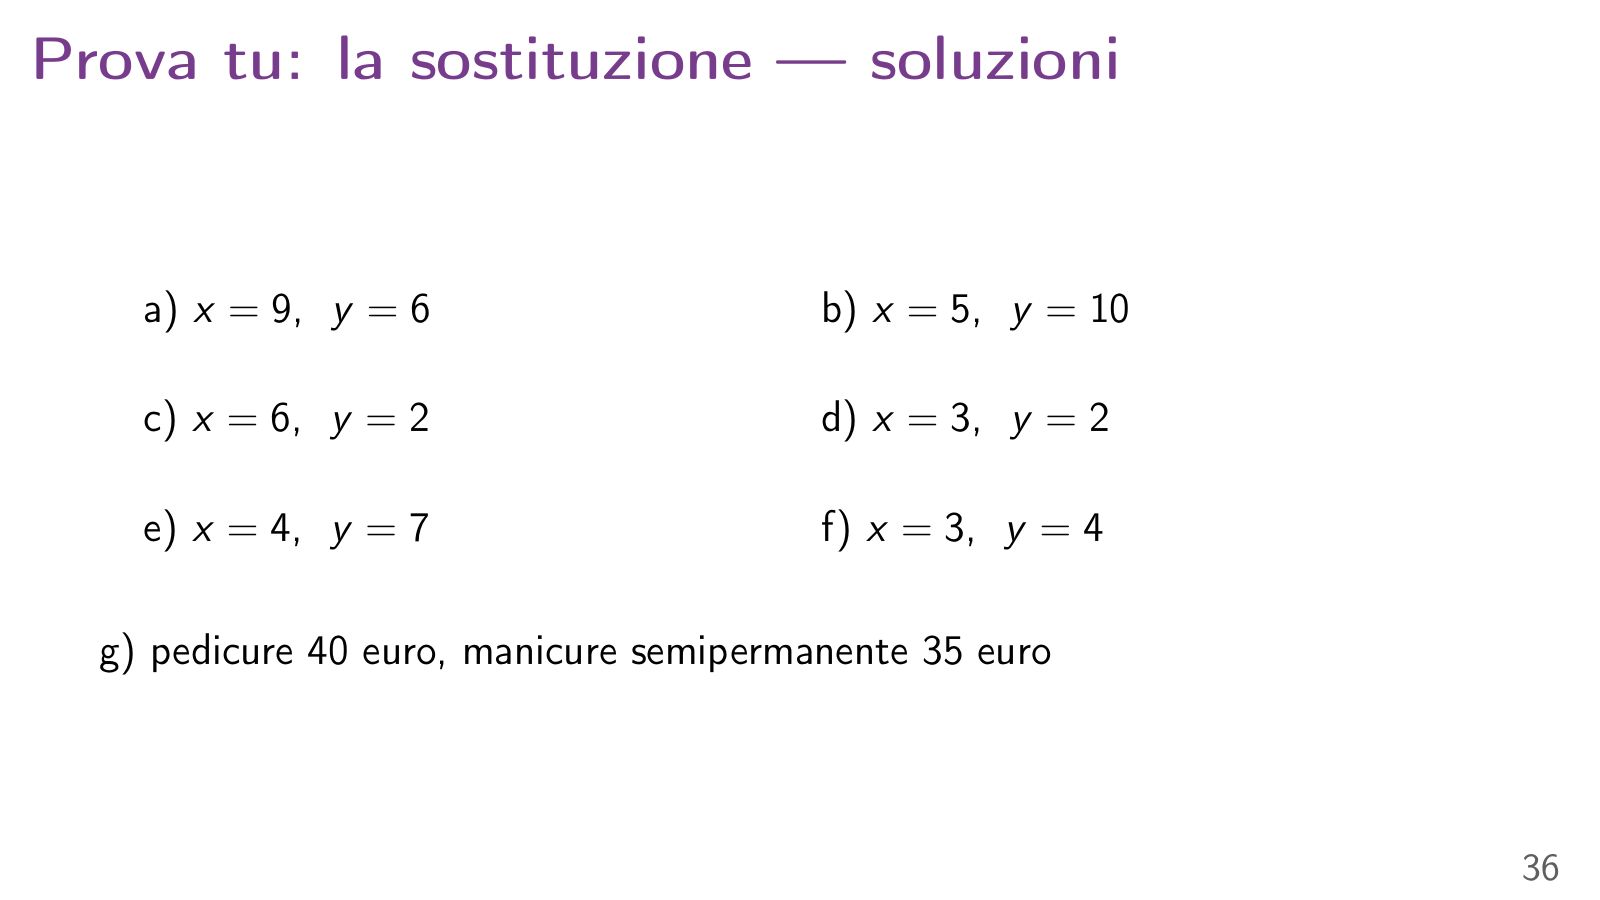 Prova tu: la sostituzione — soluzioni
a) x = 9, y = 6
b) x = 5, y = 10
c) x = 6, y = 2
d) x = 3, y = 2
e) x = 4, y = 7
f) x = 3, y = 4
g) pedicure 40 euro, manicure semipermanente 35 euro
36